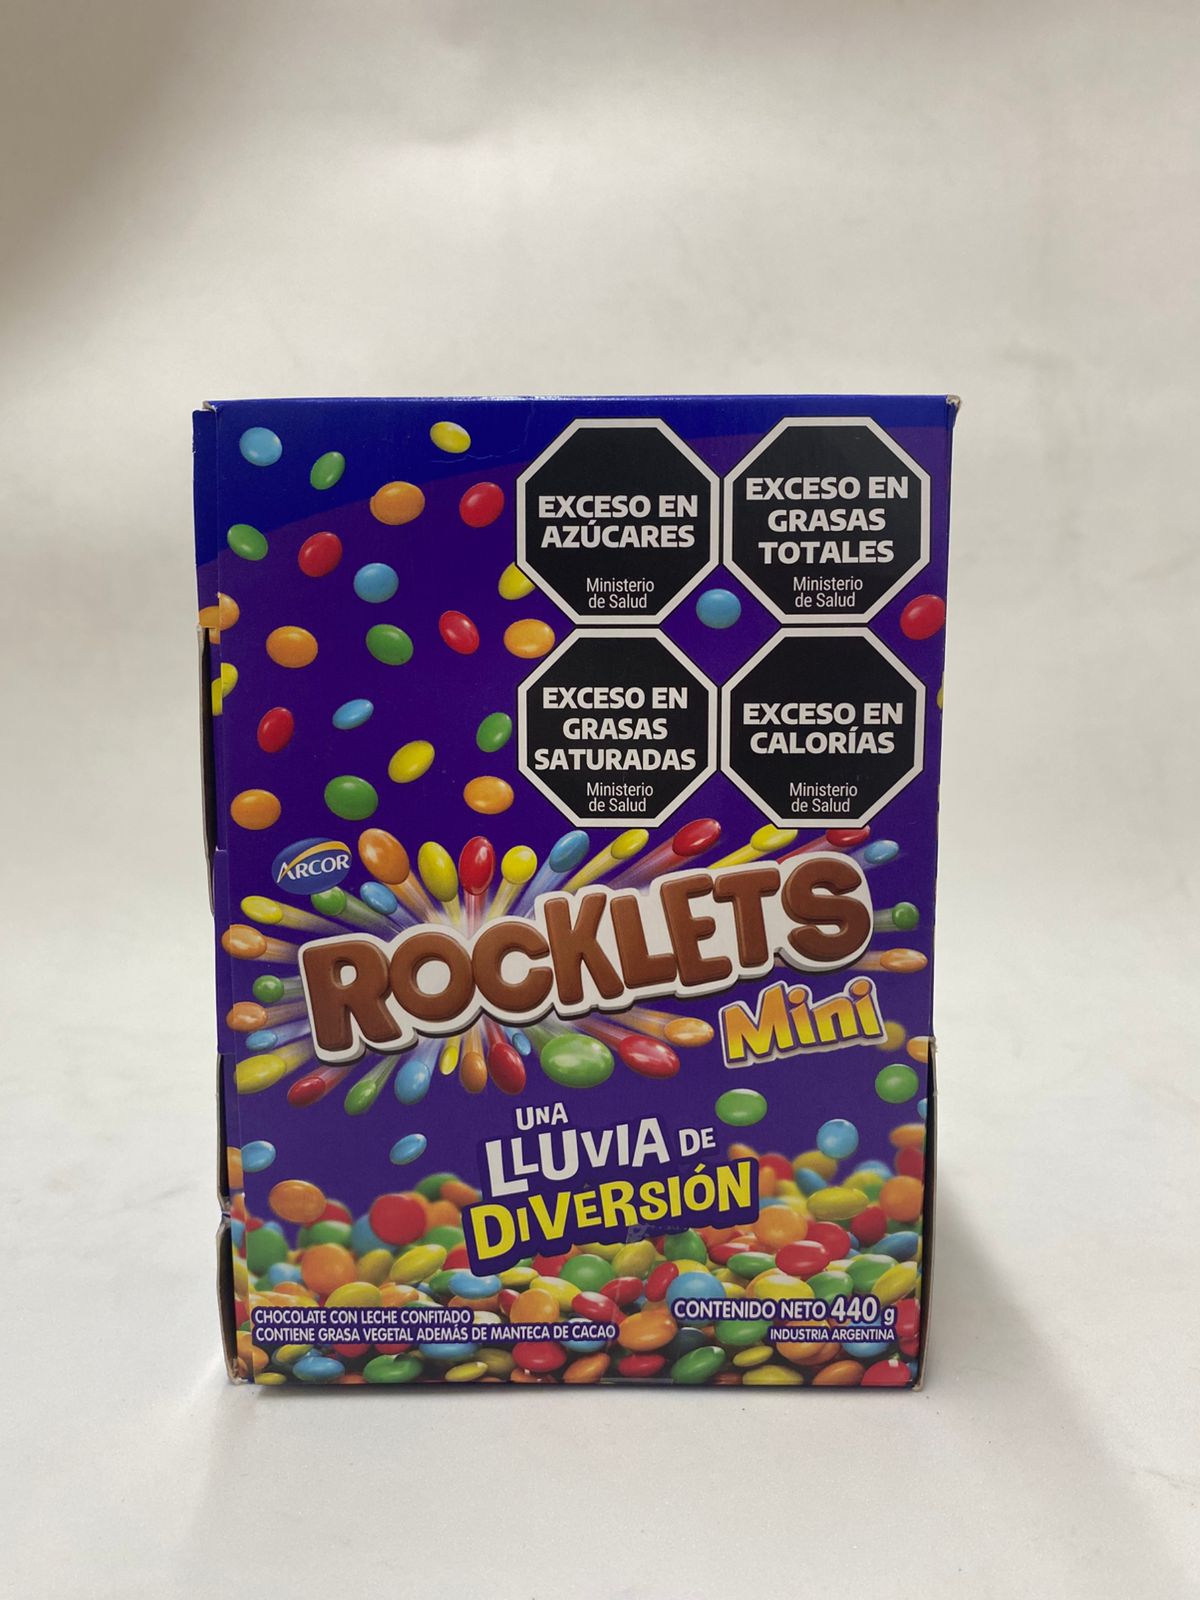 EXCESO EN
AZÚCARES
Ministerio
de Salud
EXCESO EN
GRASAS
TOTALES
Ministerio
de Salud
EXCESO EN
GRASAS
SATURADAS
Ministerio
de Salud
EXCESO EN
CALORÍAS
Ministerio
de Salud
ARCOR
ROCKLETS
Mini
UNA
LLUVIA DE
DIVERSIÓN
CHOCOLATE CON LECHE CONFITADO
CONTIENE GRASA VEGETAL ADEMÁS DE MANTECA DE CACAO
CONTENIDO NETO 440 g
INDUSTRIA ARGENTINA